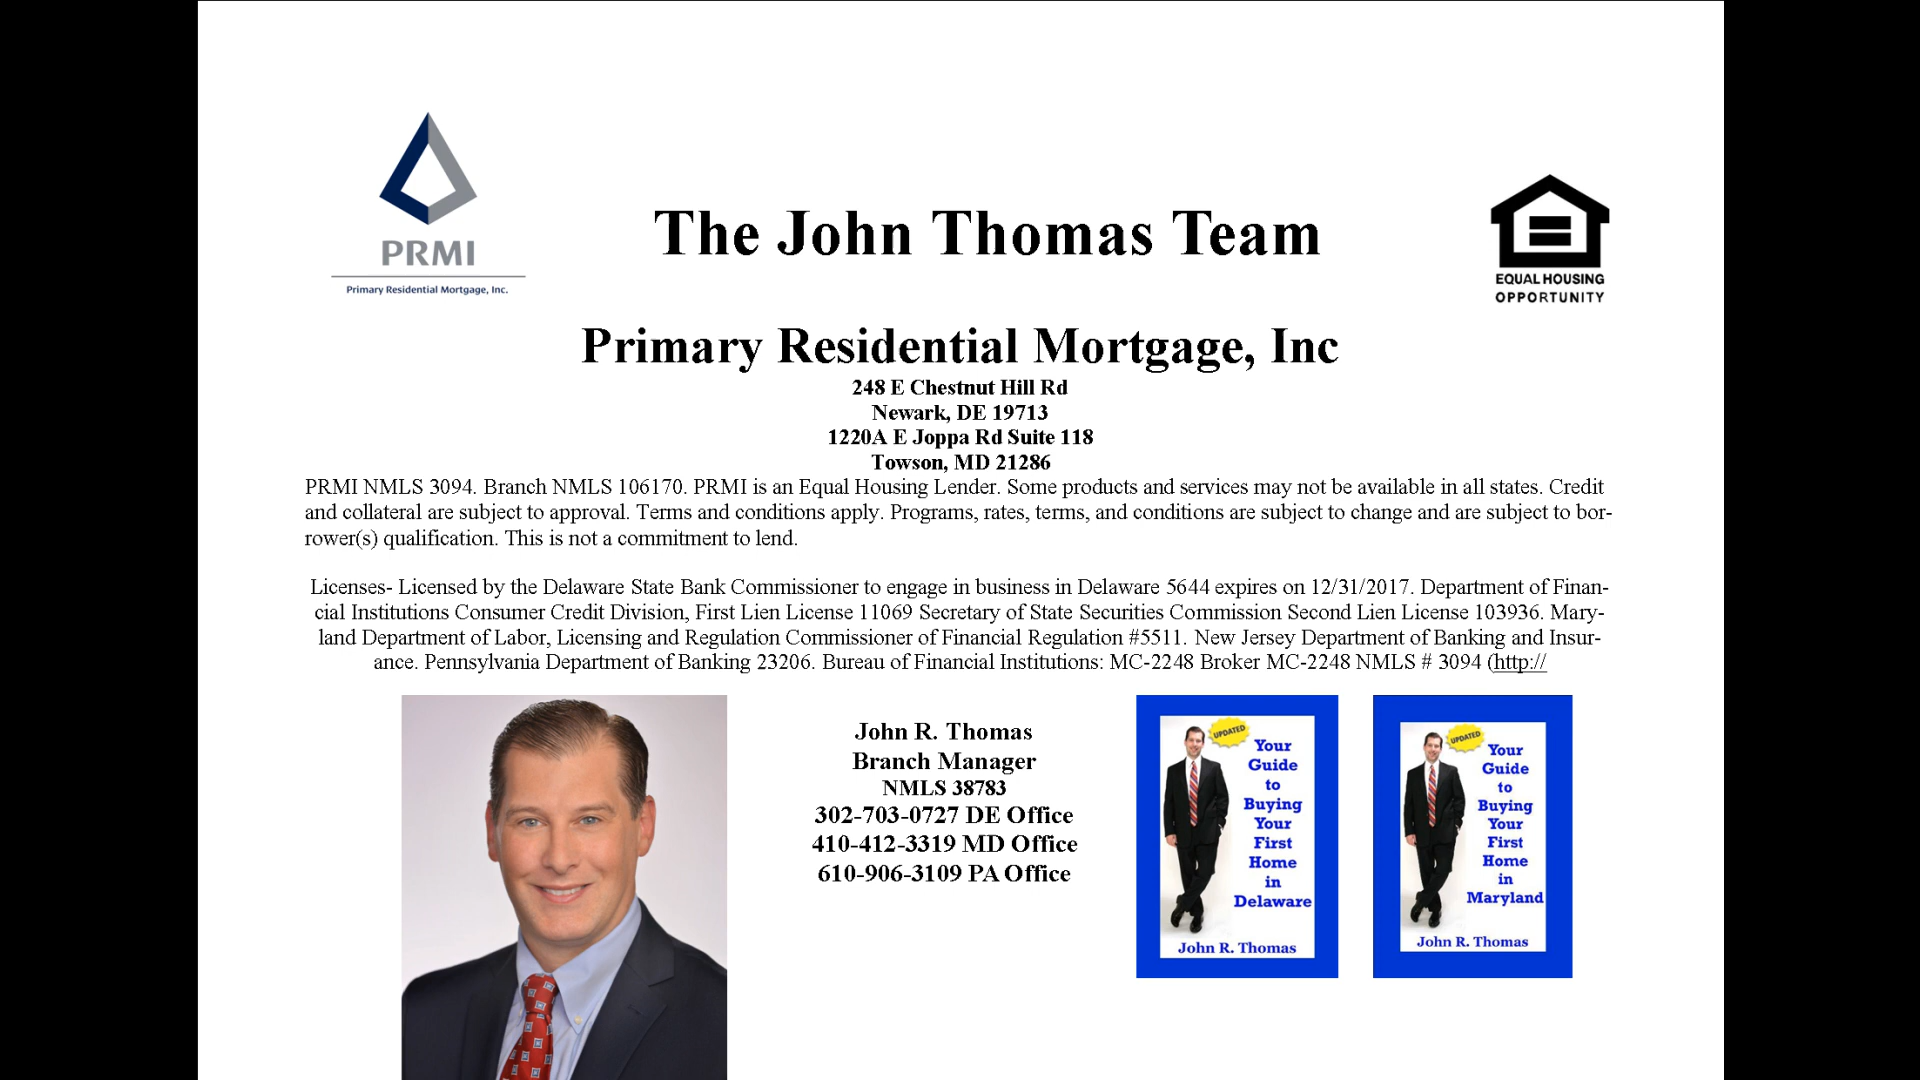 PRMI
Primary Residential Mortgage, Inc.
The John Thomas Team
EQUAL HOUSING
OPPORTUNITY
Primary Residential Mortgage, Inc
248 E Chestnut Hill Rd
Newark, DE 19713
1220A E Joppa Rd Suite 118
Towson, MD 21286
PRMI NMLS 3094. Branch NMLS 106170. PRMI is an Equal Housing Lender. Some products and services may not be available in all states. Credit
and collateral are subject to approval. Terms and conditions apply. Programs, rates, terms, and conditions are subject to change and are subject to bor-
rower(s) qualification. This is not a commitment to lend.
Licenses- Licensed by the Delaware State Bank Commissioner to engage in business in Delaware 5644 expires on 12/31/2017. Department of Finan-
cial Institutions Consumer Credit Division, First Lien License 11069 Secretary of State Securities Commission Second Lien License 103936. Mary-
land Department of Labor, Licensing and Regulation Commissioner of Financial Regulation #5511. New Jersey Department of Banking and Insur-
ance. Pennsylvania Department of Banking 23206. Bureau of Financial Institutions: MC-2248 Broker MC-2248 NMLS # 3094 (http://
John R. Thomas
Branch Manager
NMLS 38783
302-703-0727 DE Office
410-412-3319 MD Office
610-906-3109 PA Office
UPDATED
Your
Guide
to
Buying
Your
First
Home
in
Delaware
John R. Thomas
UPDATED
Your
Guide
to
Buying
Your
First
Home
in
Maryland
John R. Thomas